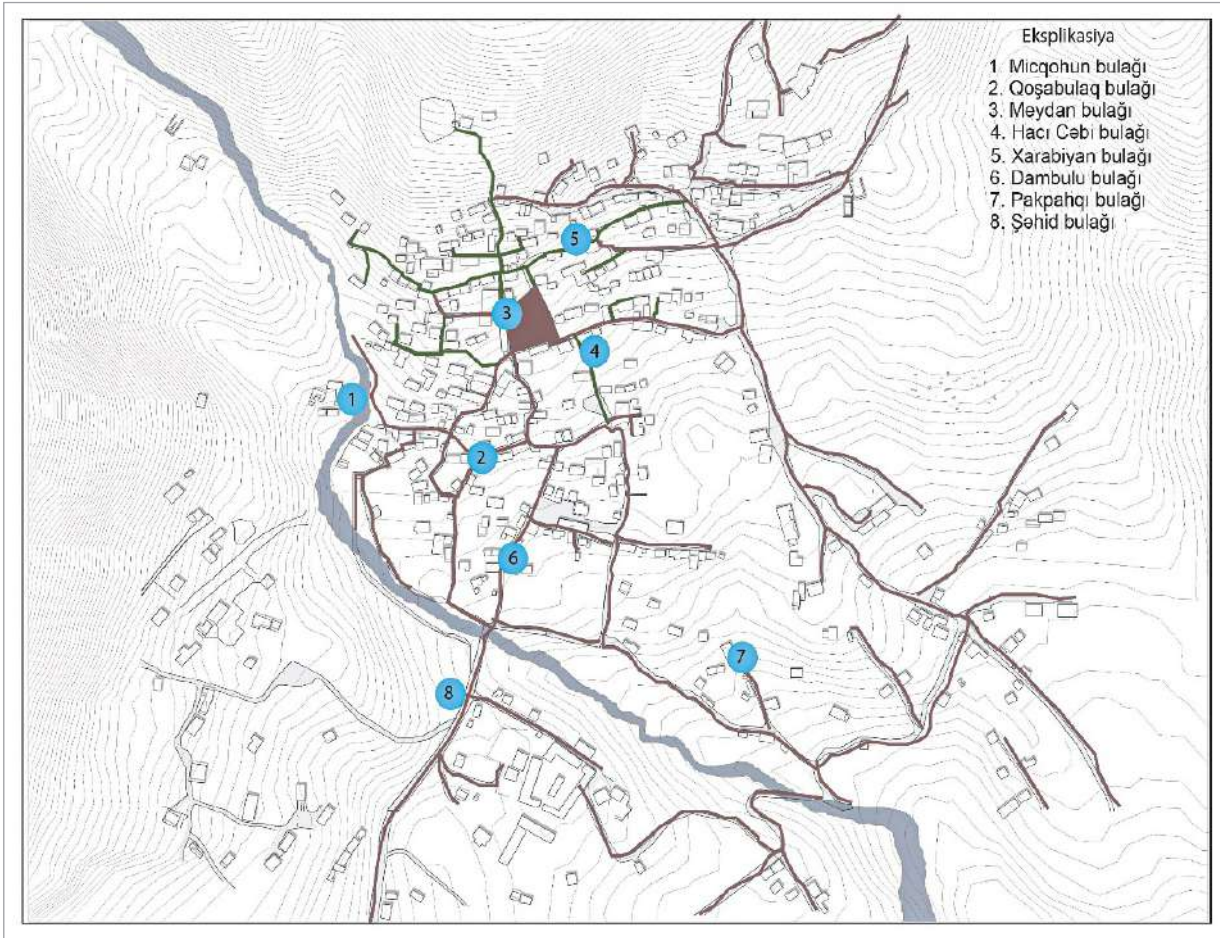 Eksplikasiya
1. Micqohun bulağı
2. Qoşabulaq bulağı
3. Meydan bulağı
4. Hacı Cəbi bulağı
5. Xarabiyan bulağı
6. Dambulu bulağı
7. Pakpahqı bulağı
8. Şəhid bulağı
5
3
4
1
2
6
7
8